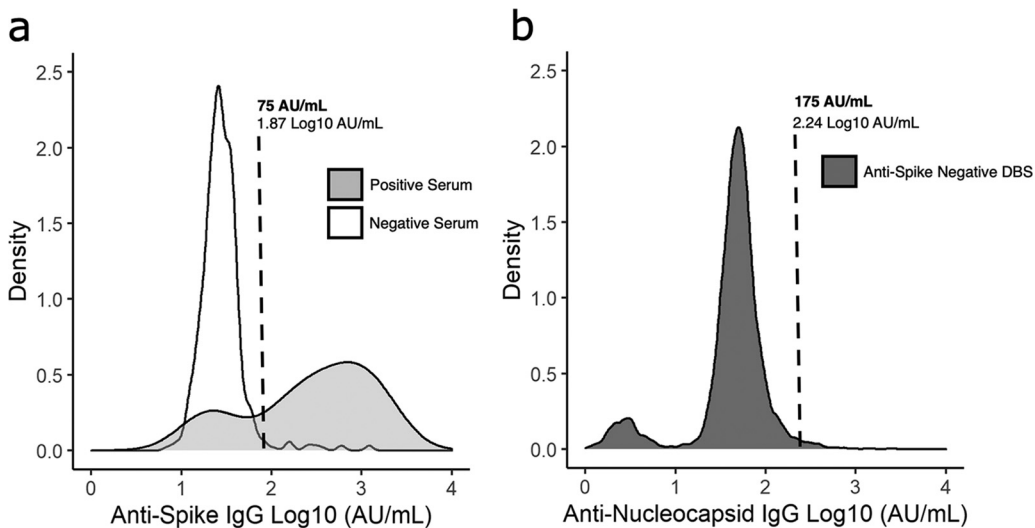 a
2.5
2.0
1.5
1.0
0.5
0.0
Density
75 AU/mL
1.87 Log10 AU/mL
Positive Serum
Negative Serum
0 1 2 3 4
Anti-Spike IgG Log10 (AU/mL)
b
2.5
2.0
1.5
1.0
0.5
0.0
Density
175 AU/mL
2.24 Log10 AU/mL
Anti-Spike Negative DBS
0 1 2 3 4
Anti-Nucleocapsid IgG Log10 (AU/mL)